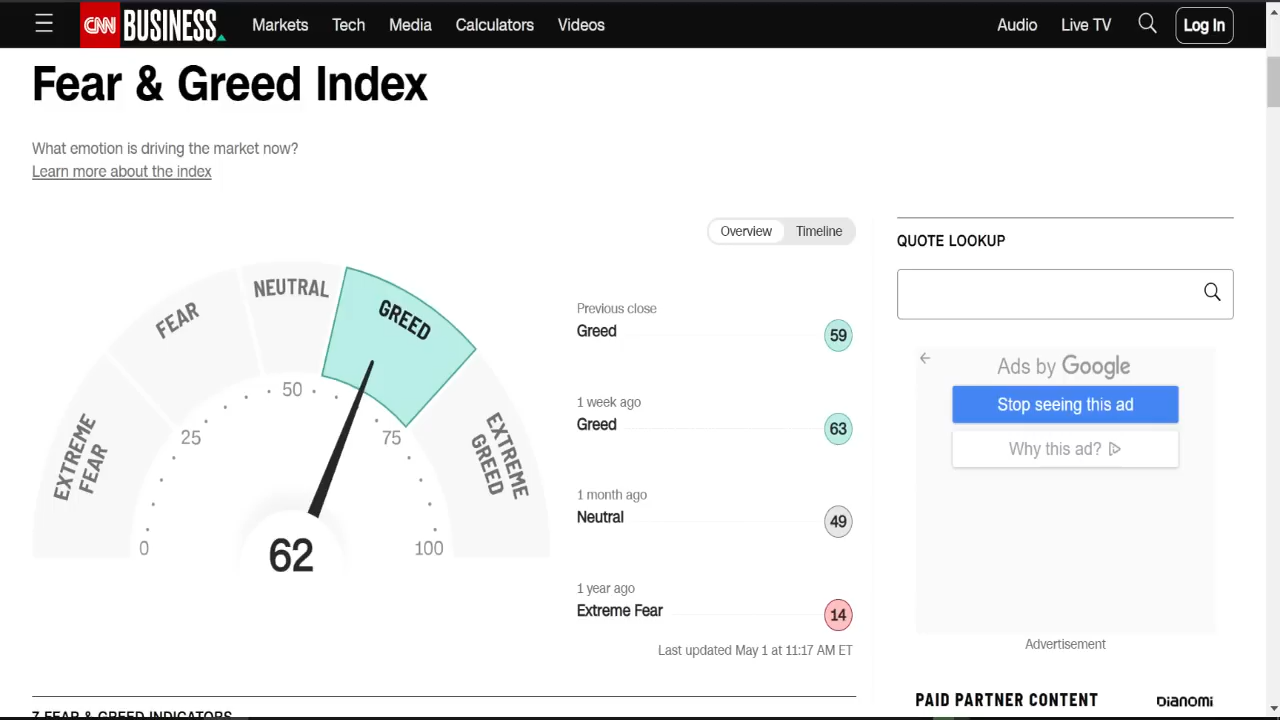 CNN BUSINESS Markets Tech Media Calculators Videos Audio Live TV Log In
Fear & Greed Index
What emotion is driving the market now?
Learn more about the index
Overview Timeline
EXTREME FEAR
FEAR
NEUTRAL
GREED
EXTREME GREED
0
25
50
75
100
62
Previous close
Greed 59
1 week ago
Greed 63
1 month ago
Neutral 49
1 year ago
Extreme Fear 14
Last updated May 1 at 11:17 AM ET
QUOTE LOOKUP
Ads by Google
Stop seeing this ad
Why this ad?
Advertisement
PAID PARTNER CONTENT DIANOMI
7 FEAR & GREED INDICATORS